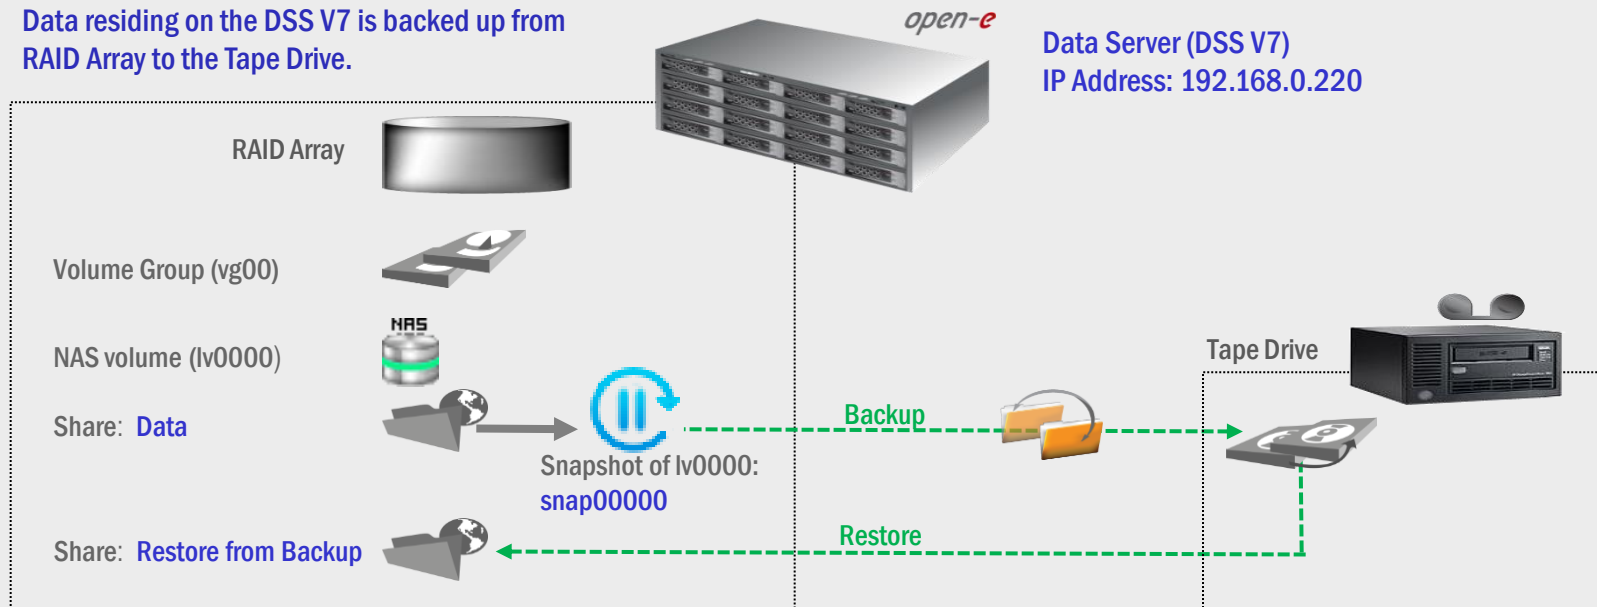 Data residing on the DSS V7 is backed up from
RAID Array to the Tape Drive.
open-e
Data Server (DSS V7)
IP Address: 192.168.0.220
RAID Array
Volume Group (vg00)
NAS
NAS volume (lv0000)
Tape Drive
Share: Data
Backup
Snapshot of lv0000:
snap00000
Share: Restore from Backup
Restore